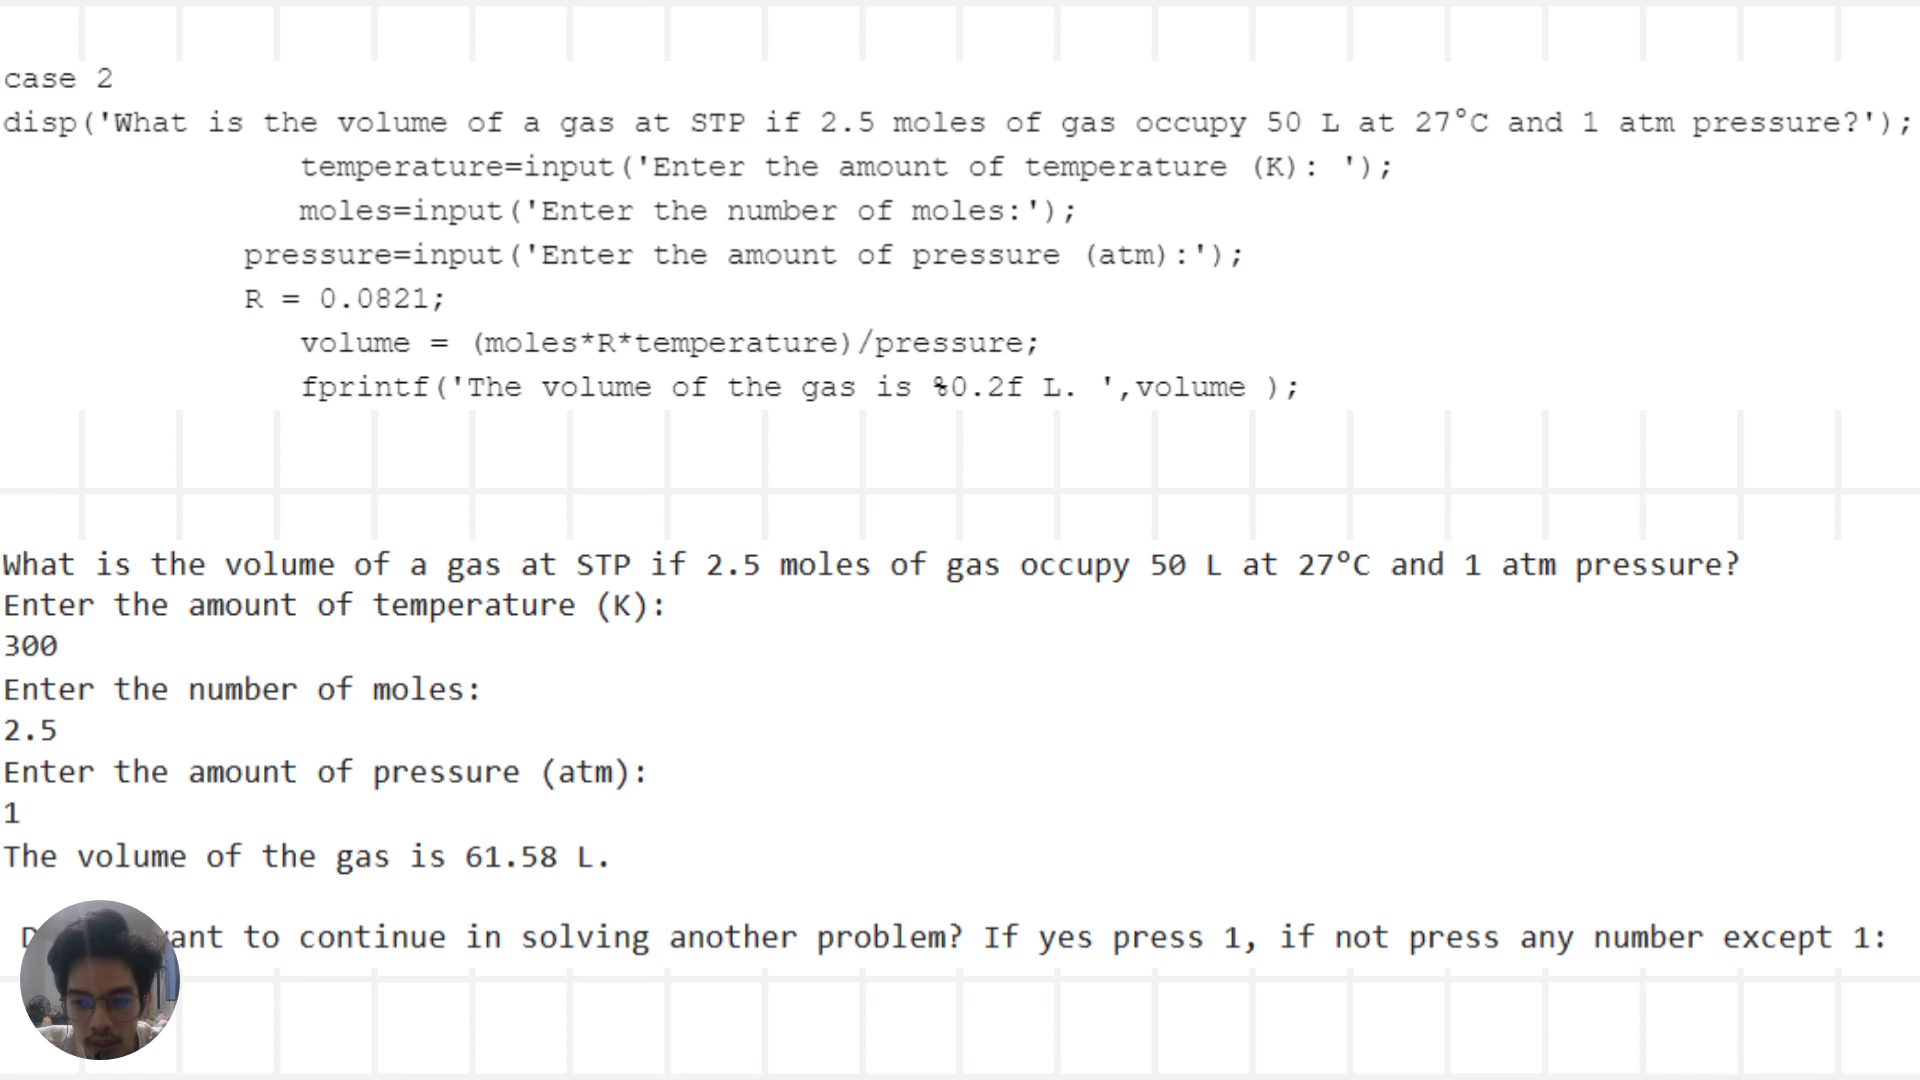 case 2
disp('What is the volume of a gas at STP if 2.5 moles of gas occupy 50 L at 27°C and 1 atm pressure?');
temperature=input('Enter the amount of temperature (K): ');
moles=input('Enter the number of moles:');
pressure=input('Enter the amount of pressure (atm):');
R = 0.0821;
volume = (moles*R*temperature)/pressure;
fprintf('The volume of the gas is %0.2f L. ',volume );
What is the volume of a gas at STP if 2.5 moles of gas occupy 50 L at 27°C and 1 atm pressure?
Enter the amount of temperature (K):
300
Enter the number of moles:
2.5
Enter the amount of pressure (atm):
1
The volume of the gas is 61.58 L.
to continue in solving another problem? If yes press 1, if not press any number except 1: